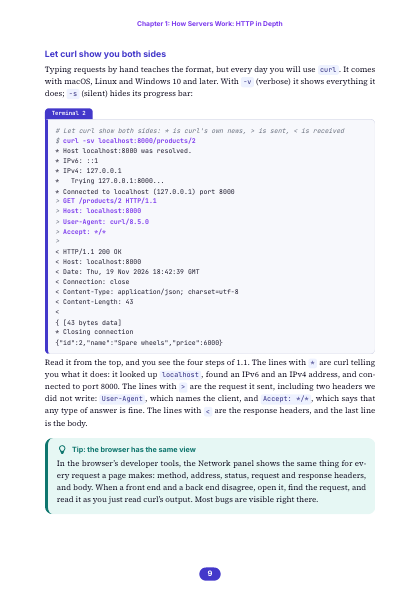 Chapter 1: How Servers Work: HTTP in Depth
Let curl show you both sides
Typing requests by hand teaches the format, but every day you will use curl. It comes
with macOS, Linux and Windows 10 and later. With -v (verbose) it shows everything it
does; -s (silent) hides its progress bar:
Terminal 2
# Let curl show both sides: * is curl's own news, > is sent, < is received
$ curl -sv localhost:8000/products/2
* Host localhost:8000 was resolved.
* IPv6: ::1
* IPv4: 127.0.0.1
*   Trying 127.0.0.1:8000...
* Connected to localhost (127.0.0.1) port 8000
> GET /products/2 HTTP/1.1
> Host: localhost:8000
> User-Agent: curl/8.5.0
> Accept: */*
>
< HTTP/1.1 200 OK
< Host: localhost:8000
< Date: Thu, 19 Nov 2026 18:42:39 GMT
< Connection: close
< Content-Type: application/json; charset=utf-8
< Content-Length: 43
<
{ [43 bytes data]
* Closing connection
{"id":2,"name":"Spare wheels","price":6000}
Read it from the top, and you see the four steps of 1.1. The lines with * are curl telling
you what it does: it looked up localhost, found an IPv6 and an IPv4 address, and con-
nected to port 8000. The lines with > are the request it sent, including two headers we
did not write: User-Agent, which names the client, and Accept: */*, which says that
any type of answer is fine. The lines with < are the response headers, and the last line
is the body.
Tip: the browser has the same view
In the browser's developer tools, the Network panel shows the same thing for ev-
ery request a page makes: method, address, status, request and response headers,
and body. When a front end and a back end disagree, open it, find the request, and
read it as you just read curl's output. Most bugs are visible right there.
9